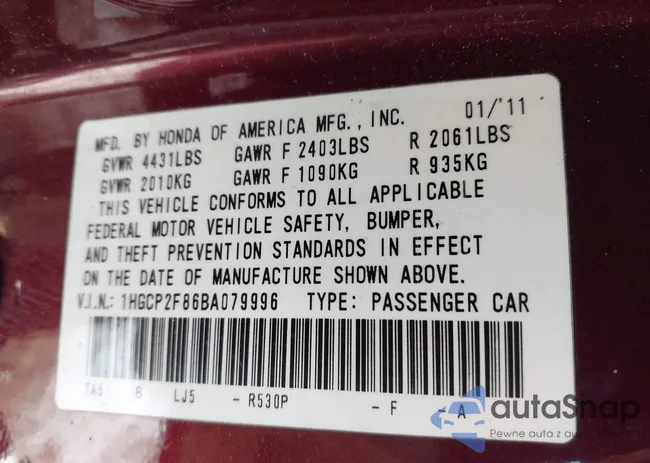 MFD. BY HONDA OF AMERICA MFG., INC. 01/'11
GVWR 4431LBS GAWR F 2403LBS R 2061LBS
GVWR 2010KG GAWR F 1090KG R 935KG
THIS VEHICLE CONFORMS TO ALL APPLICABLE
FEDERAL MOTOR VEHICLE SAFETY, BUMPER,
AND THEFT PREVENTION STANDARDS IN EFFECT
ON THE DATE OF MANUFACTURE SHOWN ABOVE.
V.I.N.: 1HGCP2F86BA079996 TYPE: PASSENGER CAR
TA5 B LJ5 - R530P - F - A
autoSnap
Pewne auta z